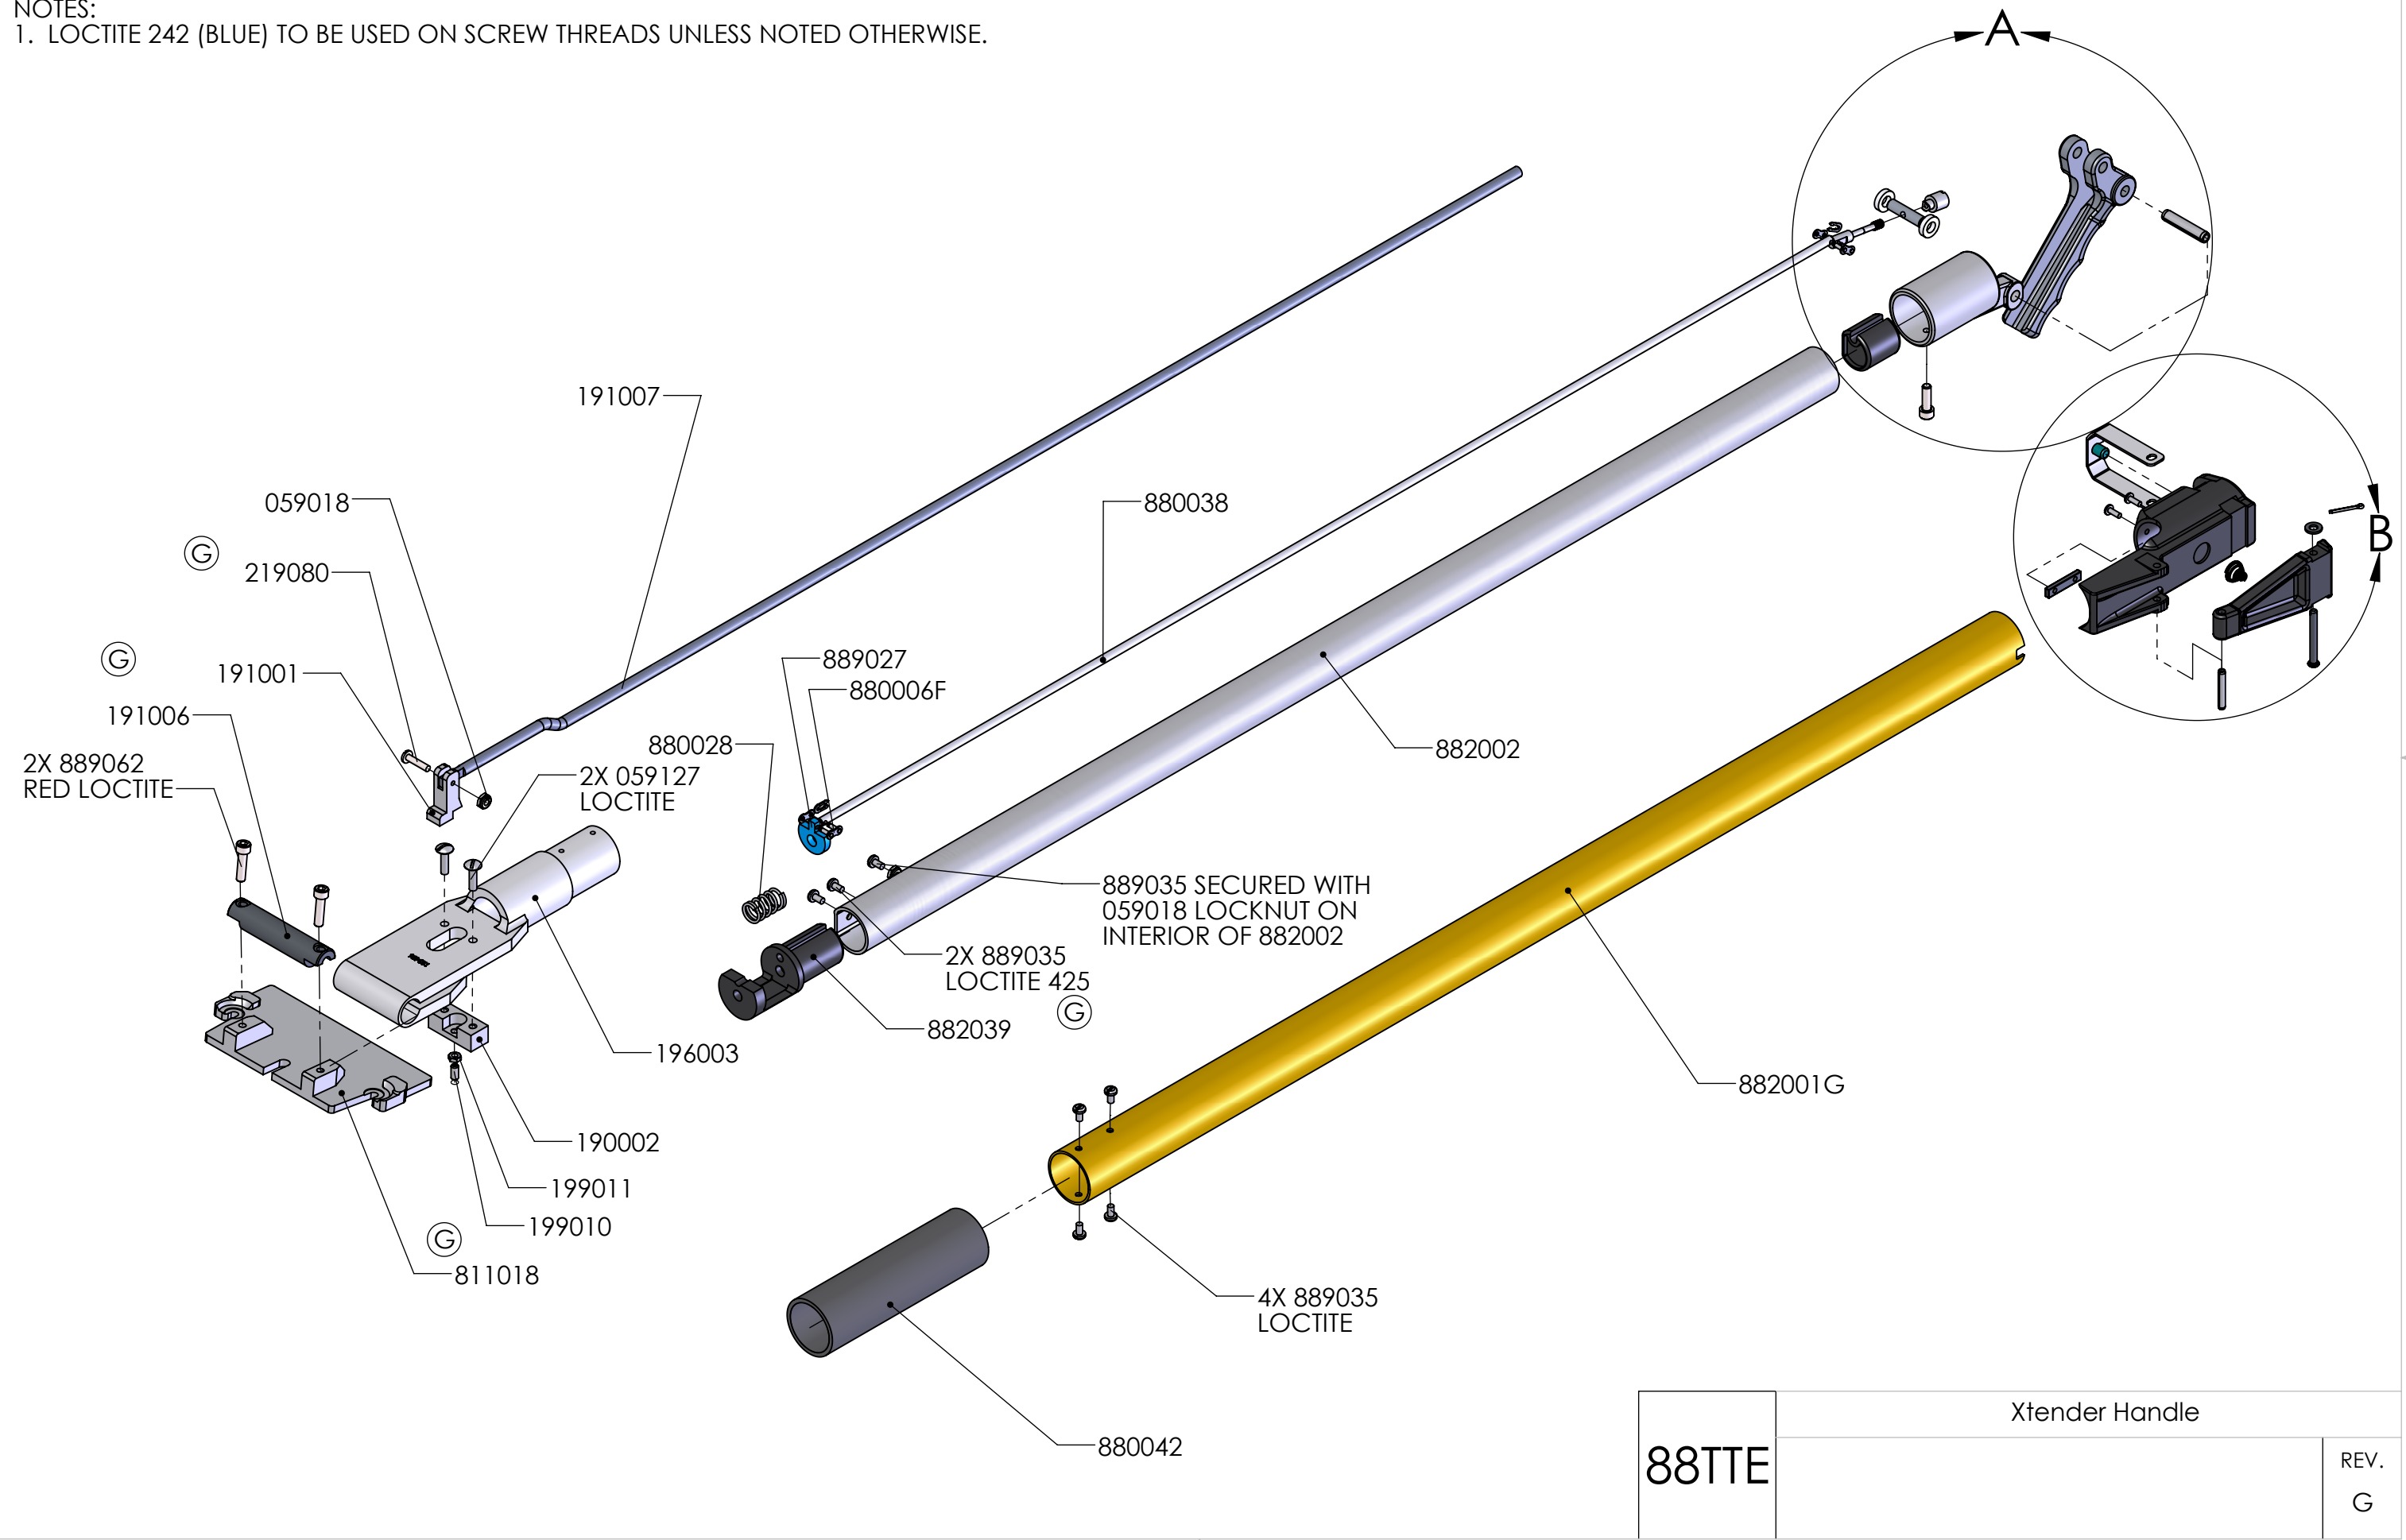 NOTES:
1. LOCTITE 242 (BLUE) TO BE USED ON SCREW THREADS UNLESS NOTED OTHERWISE.
A
B
191007
059018
G
219080
G
191001
191006
2X 889062
RED LOCTITE
880038
889027
880006F
880028
2X 059127
LOCTITE
882002
889035 SECURED WITH
059018 LOCKNUT ON
INTERIOR OF 882002
2X 889035
LOCTITE 425
G
882039
196003
882001G
190002
199011
199010
G
811018
4X 889035
LOCTITE
880042
88TTE
Xtender Handle
REV.
G